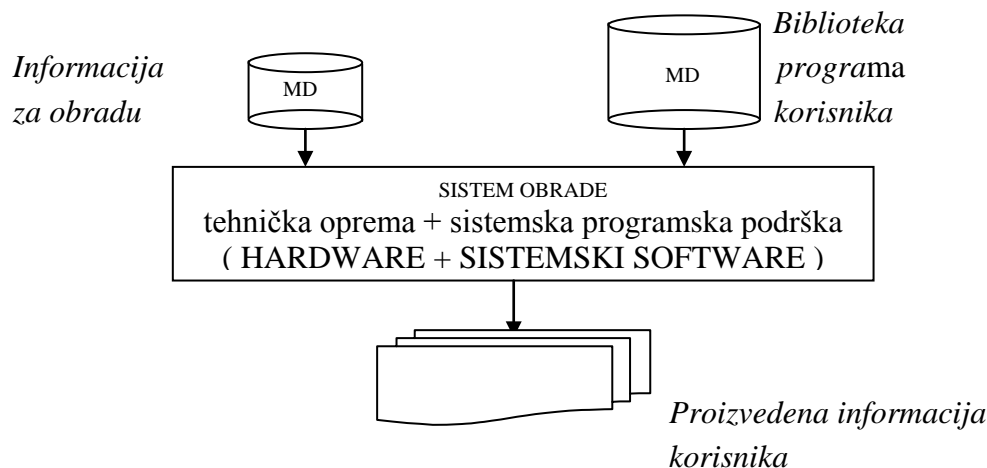 Informacija
za obradu
MD
Biblioteka
programa
korisnika
MD
SISTEM OBRADE
tehnička oprema + sistemska programska podrška
( HARDWARE + SISTEMSKI SOFTWARE )
Proizvedena informacija
korisnika